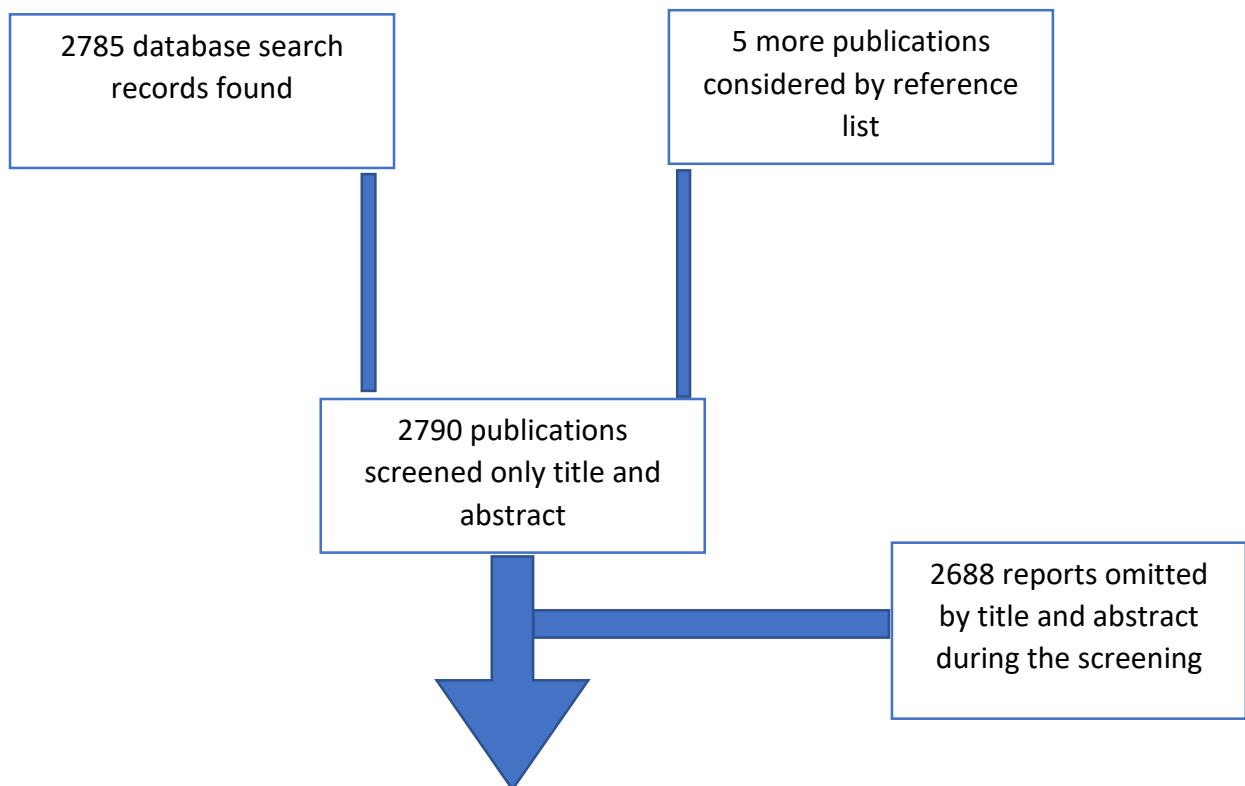 2785 database search
records found
5 more publications
considered by reference
list
2790 publications
screened only title and
abstract
2688 reports omitted
by title and abstract
during the screening